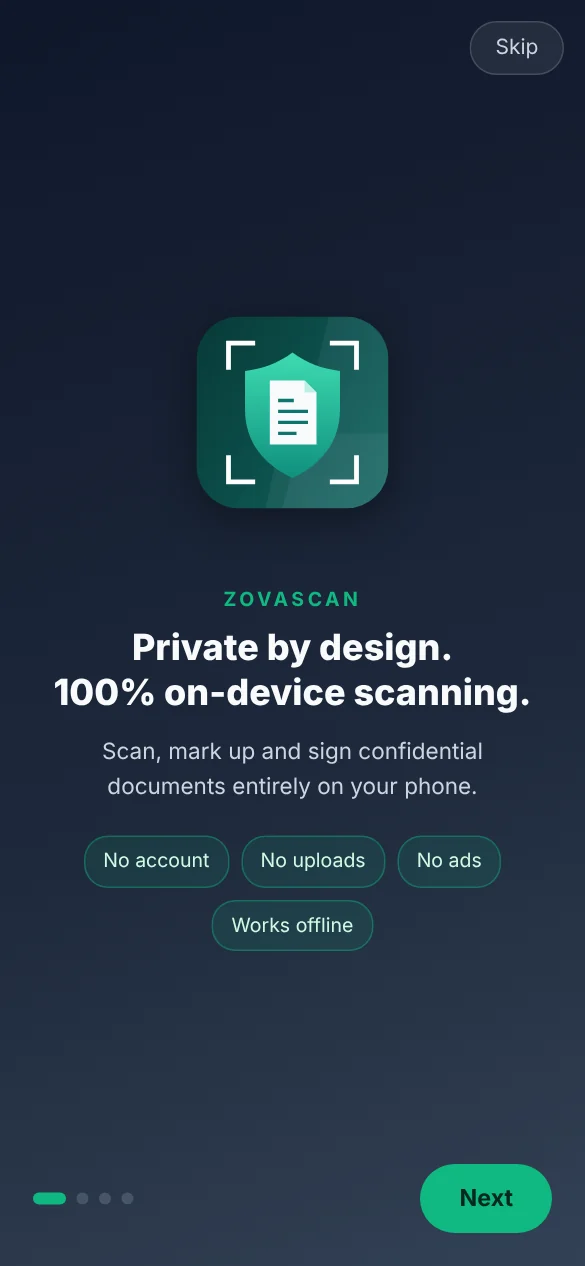 Skip
ZOVASCAN
Private by design.
100% on-device scanning.
Scan, mark up and sign confidential
documents entirely on your phone.
No account
No uploads
No ads
Works offline
Next